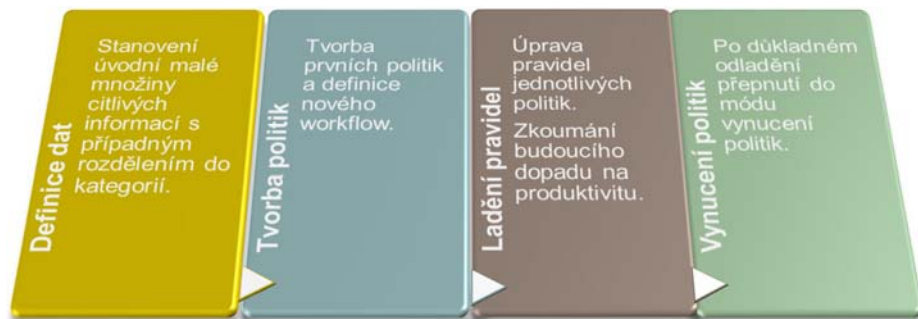 Definice dat
Stanovení
úvodní malé
množiny
citlivých
informací s
případným
rozdělením do
kategorií.
Tvorba politik
Tvorba
prvních politik
a definice
nového
workflow.
Ladění pravidel
Úprava
pravidel
jednotlivých
politik.
Zkoumání
budoucího
dopadu na
produktivitu.
Vynucení politik
Po důkladném
odladění
přepnutí do
módu
vynucení
politik.